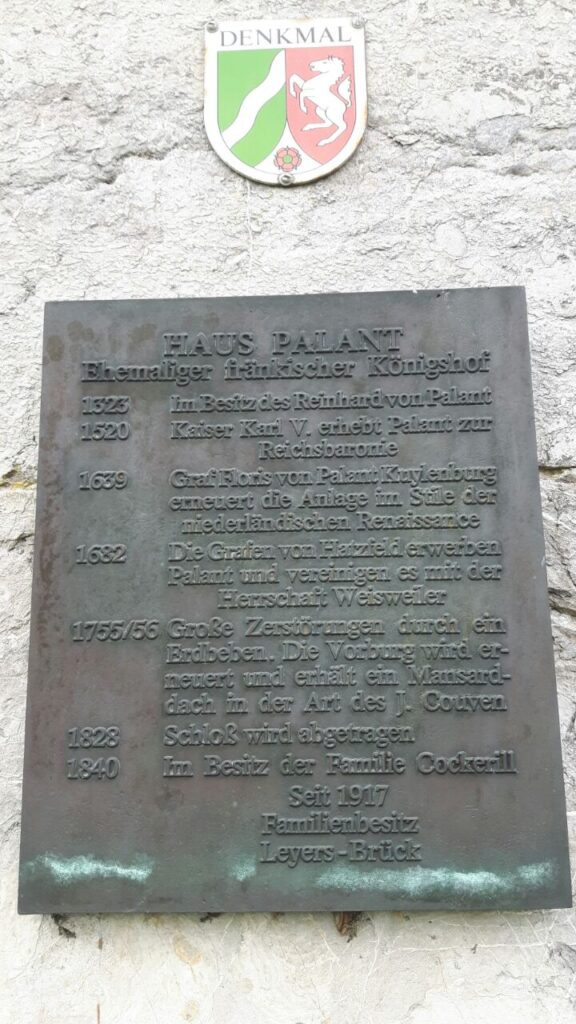 DENKMAL
HAUS PALANT
Ehemaliger fränkischer Königshof
1323 Im Besitz des Reinhard von Palant
1520 Kaiser Karl V. erhebt Palant zur
Reichsbaronie
1639 Graf Floris von Palant Kuylenburg
erneuert die Anlage im Stile der
niederländischen Renaissance
1682 Die Grafen von Hatzfeld erwerben
Palant und vereinigen es mit der
Herrschaft Weisweiler
1755/56 Große Zerstörungen durch ein
Erdbeben. Die Vorburg wird er-
neuert und erhält ein Mansard-
dach in der Art des J. Couven
1828 Schloß wird abgetragen
1840 Im Besitz der Familie Cockerill
Seit 1917
Familienbesitz
Leyers-Brück